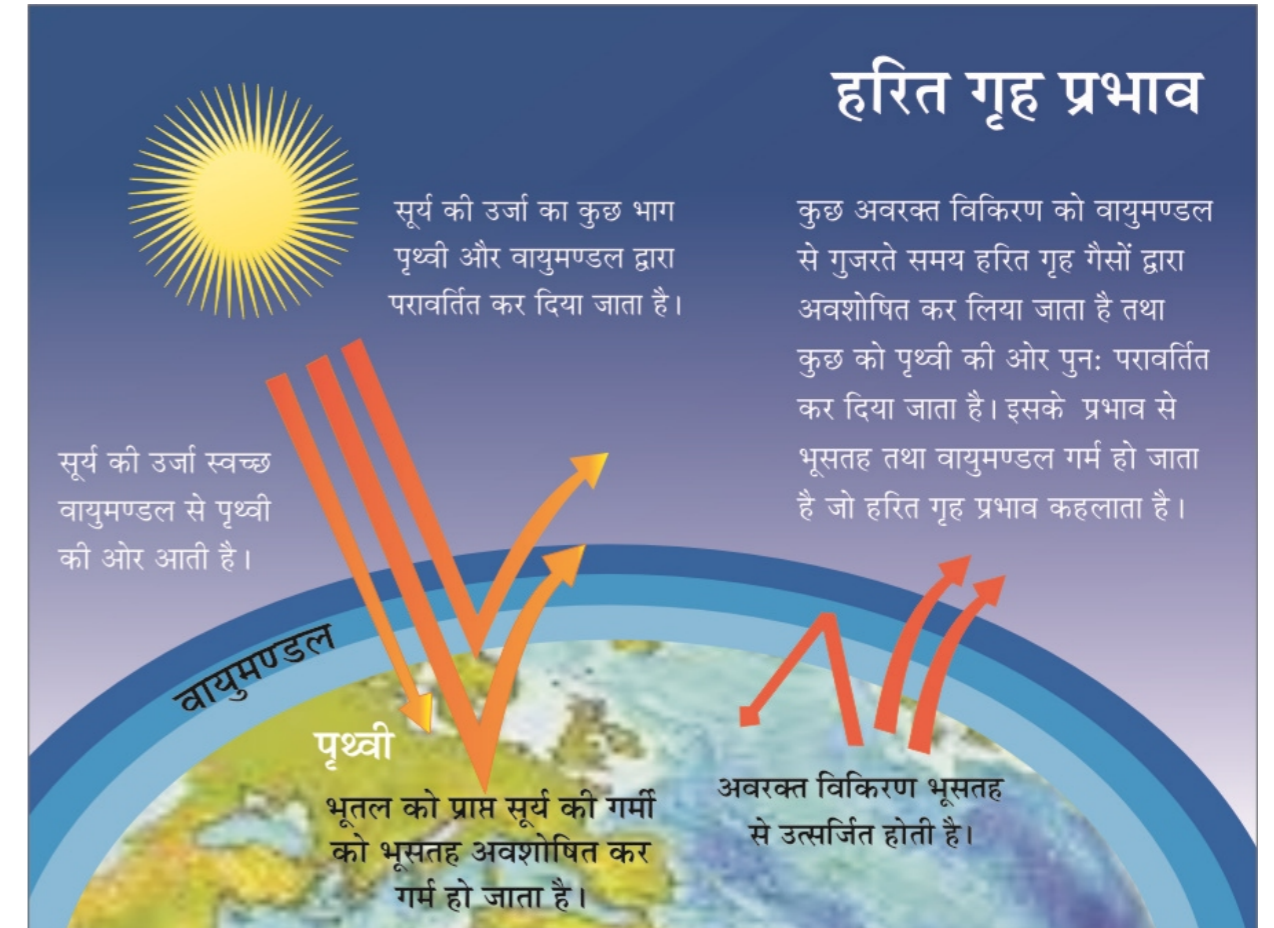 हरित गृह प्रभाव
सूर्य की उर्जा का कुछ भाग
पृथ्वी और वायुमण्डल द्वारा
परावर्तित कर दिया जाता है।
कुछ अवरक्त विकिरण को वायुमण्डल
से गुजरते समय हरित गृह गैसों द्वारा
अवशोषित कर लिया जाता है तथा
कुछ को पृथ्वी की ओर पुन: परावर्तित
कर दिया जाता है। इसके प्रभाव से
भूसतह तथा वायुमण्डल गर्म हो जाता
है जो हरित गृह प्रभाव कहलाता है।
सूर्य की उर्जा स्वच्छ
वायुमण्डल से पृथ्वी
की ओर आती है।
वायुमण्डल
पृथ्वी
भूतल को प्राप्त सूर्य की गर्मी
को भूसतह अवशोषित कर
गर्म हो जाता है।
अवरक्त विकिरण भूसतह
से उत्सर्जित होती है।